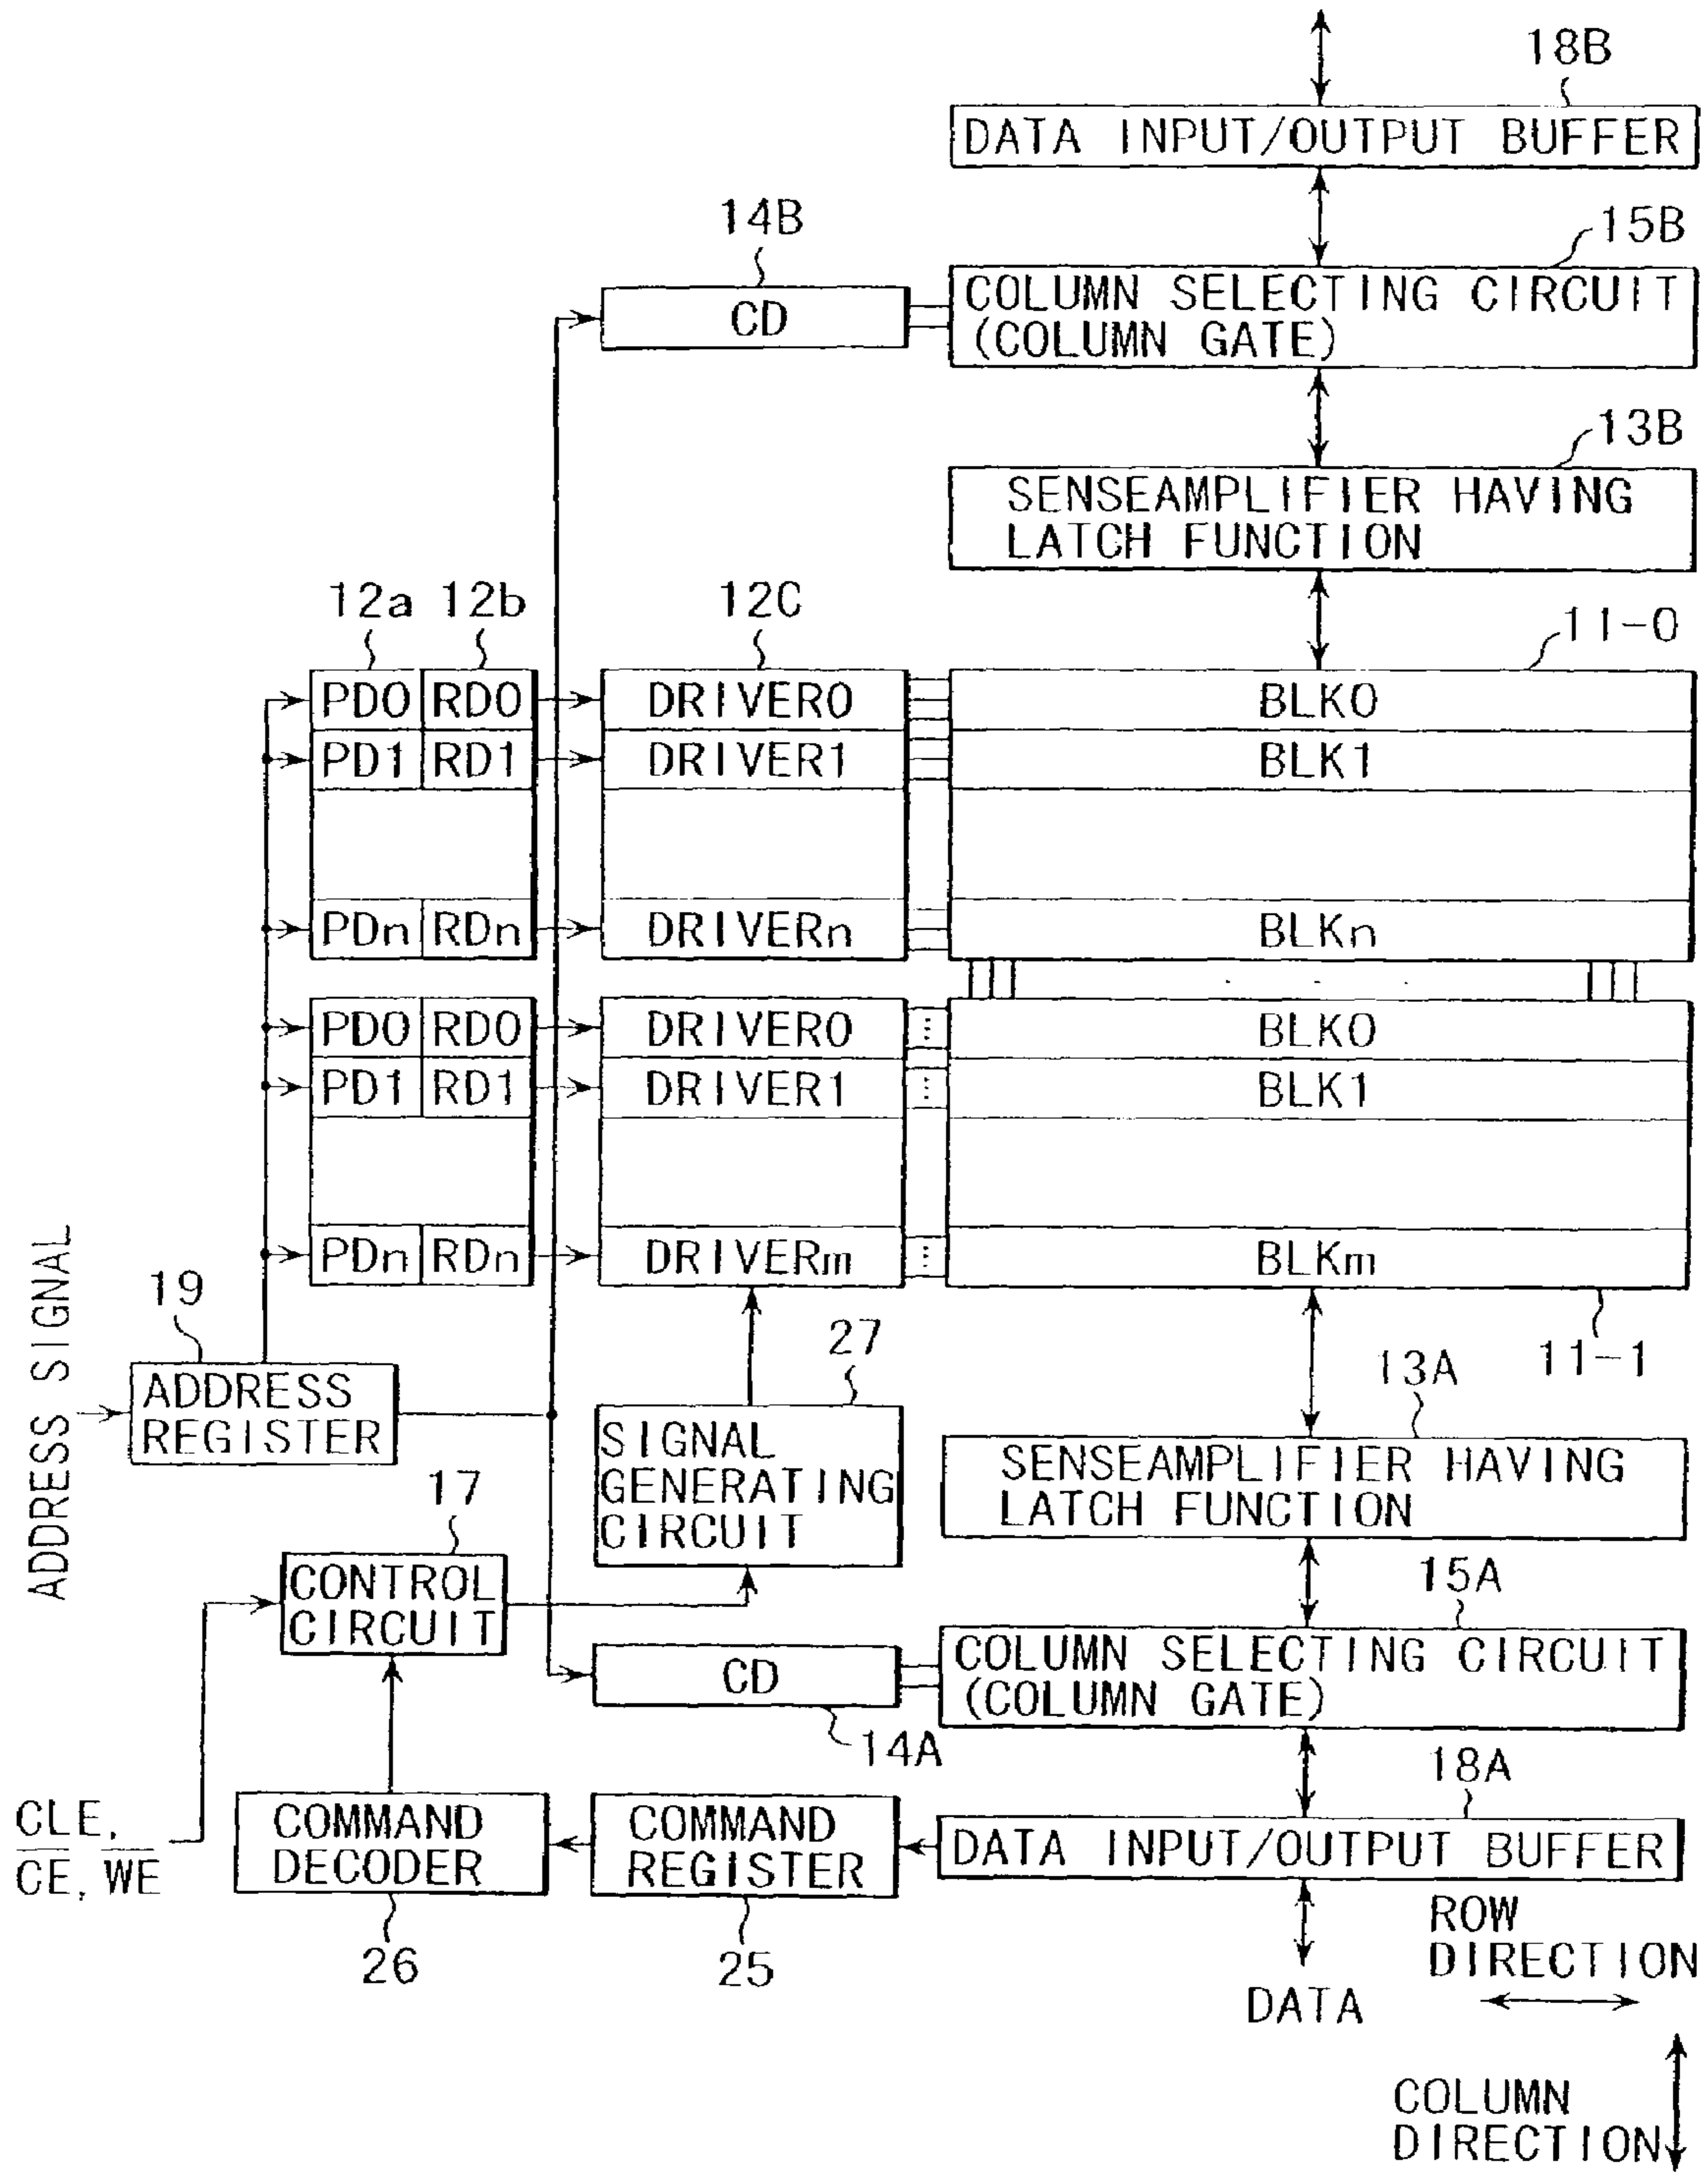 18B
DATA INPUT/OUTPUT BUFFER
14B
15B
CD
COLUMN SELECTING CIRCUIT
(COLUMN GATE)
13B
SENSEAMPLIFIER HAVING
LATCH FUNCTION
12a 12b 12C
11-0
PD0 RD0 DRIVER0 BLK0
PD1 RD1 DRIVER1 BLK1
PDn RDn DRIVERn BLKn
PD0 RD0 DRIVER0 BLK0
PD1 RD1 DRIVER1 BLK1
PDn RDn DRIVERm BLKm
ADDRESS SIGNAL
19
ADDRESS
REGISTER
27
11-1
13A
SIGNAL
GENERATING
CIRCUIT
SENSEAMPLIFIER HAVING
LATCH FUNCTION
17
CONTROL
CIRCUIT
15A
CD
COLUMN SELECTING CIRCUIT
(COLUMN GATE)
14A
18A
CLE,
C̅E̅, W̅E̅
COMMAND
DECODER
COMMAND
REGISTER
DATA INPUT/OUTPUT BUFFER
26
25
DATA
ROW
DIRECTION
COLUMN
DIRECTION